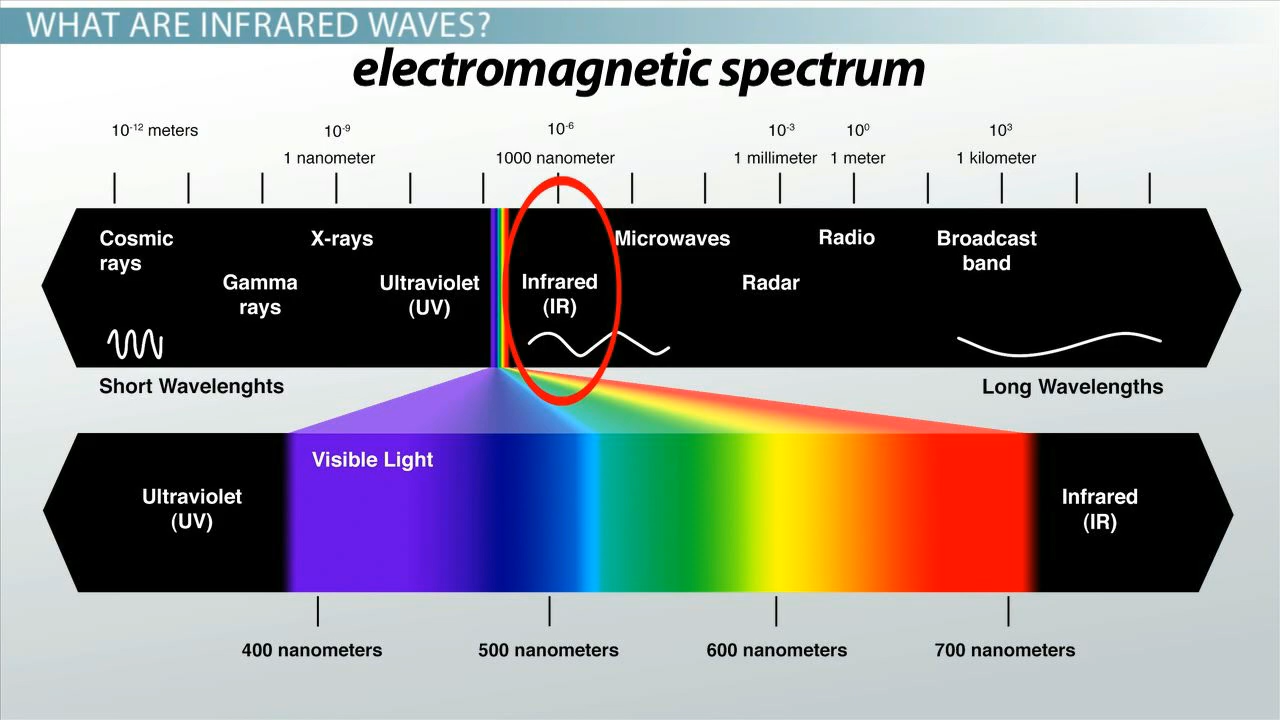 WHAT ARE INFRARED WAVES?
electromagnetic spectrum
10-12 meters
10-9
10-6
10-3
100
103
1 nanometer
1000 nanometer
1 millimeter
1 meter
1 kilometer
Cosmic
rays
Gamma
rays
X-rays
Ultraviolet
(UV)
Infrared
(IR)
Microwaves
Radar
Radio
Broadcast
band
Short Wavelenghts
Long Wavelengths
Visible Light
Ultraviolet
(UV)
Infrared
(IR)
400 nanometers
500 nanometers
600 nanometers
700 nanometers